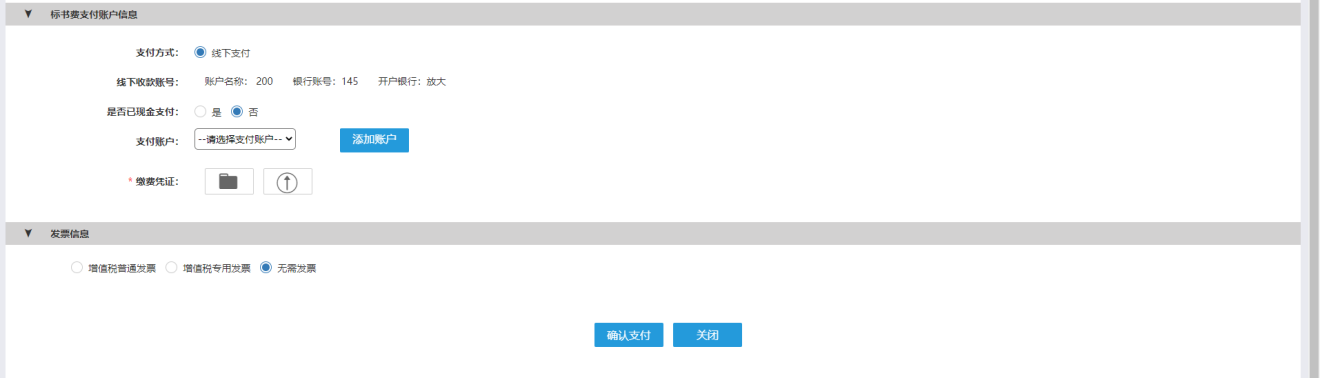 标书费支付账户信息
支付方式： 线下支付
线下收款账号： 账户名称： 200 银行账号：145 开户银行：放大
是否已现金支付： 是 否
支付账户： --请选择支付账户-- 添加账户
* 缴费凭证：
发票信息
增值税普通发票 增值税专用发票 无需发票
确认支付 关闭